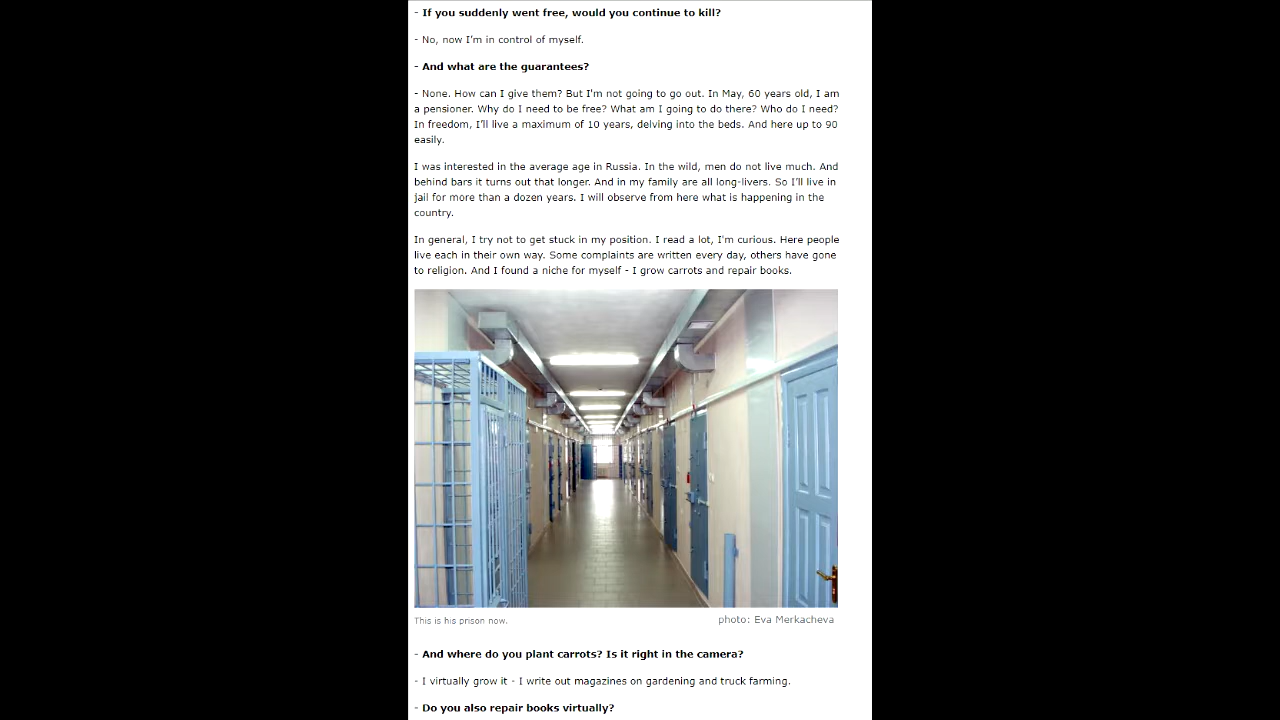 - If you suddenly went free, would you continue to kill?
- No, now I'm in control of myself.
- And what are the guarantees?
- None. How can I give them? But I'm not going to go out. In May, 60 years old, I am
a pensioner. Why do I need to be free? What am I going to do there? Who do I need?
In freedom, I'll live a maximum of 10 years, delving into the beds. And here up to 90
easily.
I was interested in the average age in Russia. In the wild, men do not live much. And
behind bars it turns out that longer. And in my family are all long-livers. So I'll live in
jail for more than a dozen years. I will observe from here what is happening in the
country.
In general, I try not to get stuck in my position. I read a lot, I'm curious. Here people
live each in their own way. Some complaints are written every day, others have gone
to religion. And I found a niche for myself - I grow carrots and repair books.
This is his prison now.
photo: Eva Merkacheva
- And where do you plant carrots? Is it right in the camera?
- I virtually grow it - I write out magazines on gardening and truck farming.
- Do you also repair books virtually?